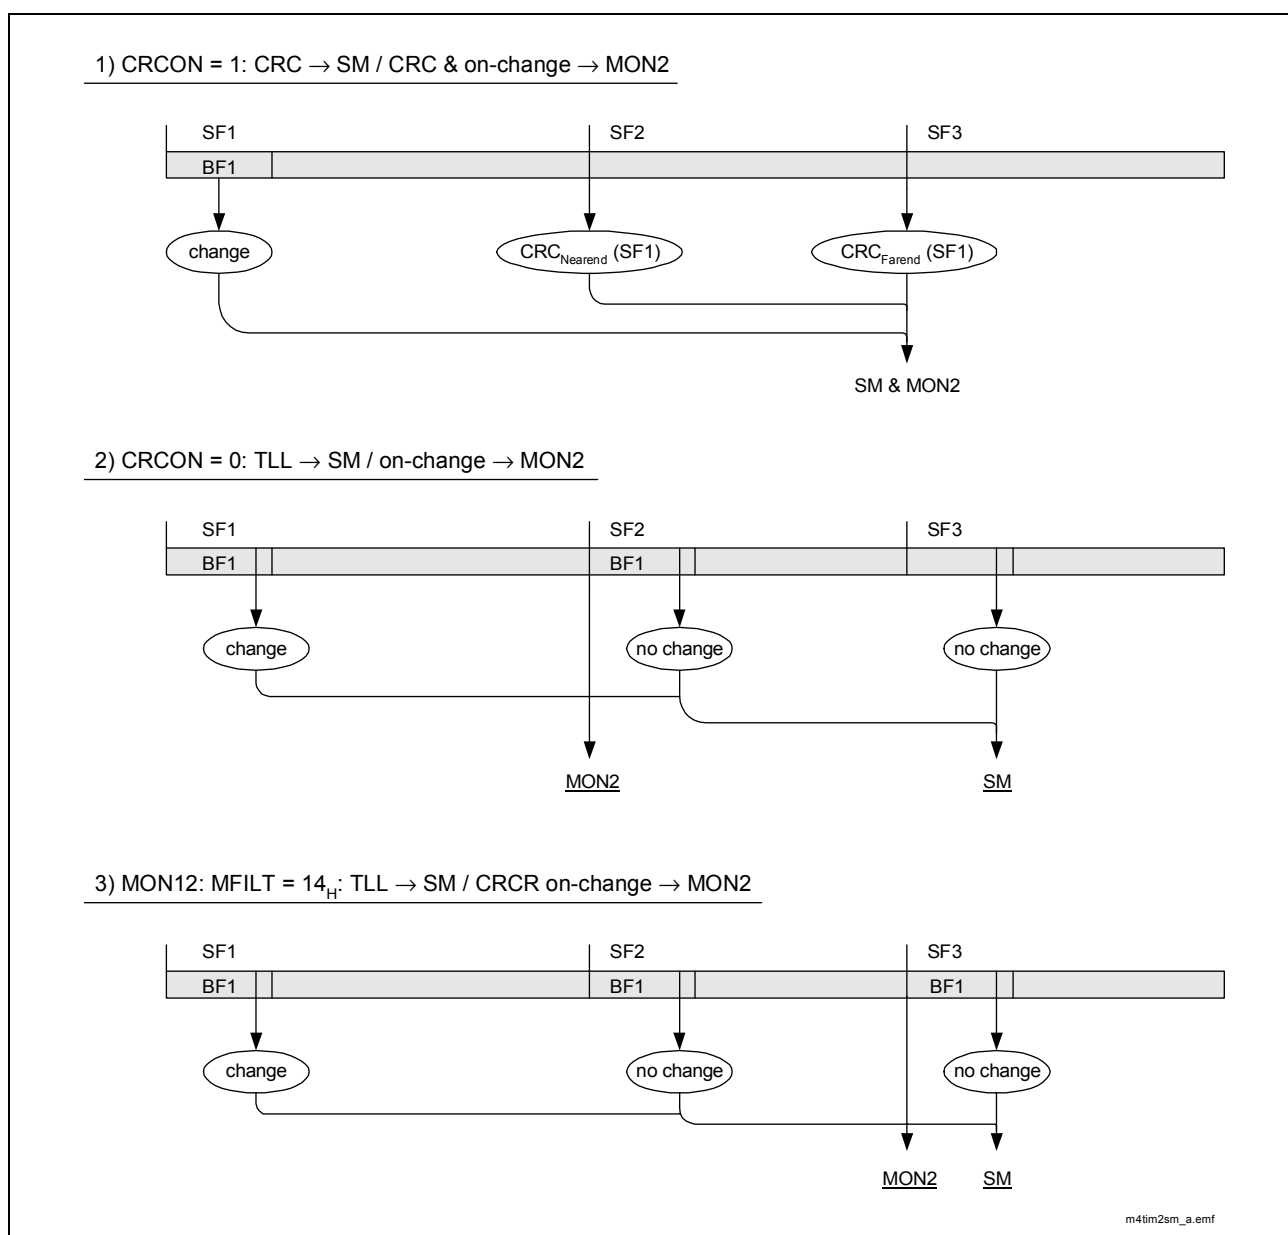 1) CRCON = 1: CRC → SM / CRC & on-change → MON2
SF1 SF2 SF3
BF1
change CRC_Nearend (SF1) CRC_Farend (SF1)
SM & MON2
2) CRCON = 0: TLL → SM / on-change → MON2
SF1 SF2 SF3
BF1 BF1
change no change no change
MON2 SM
3) MON12: MFILT = 14_H: TLL → SM / CRCR on-change → MON2
SF1 SF2 SF3
BF1 BF1 BF1
change no change no change
MON2 SM
m4tim2sm_a.emf